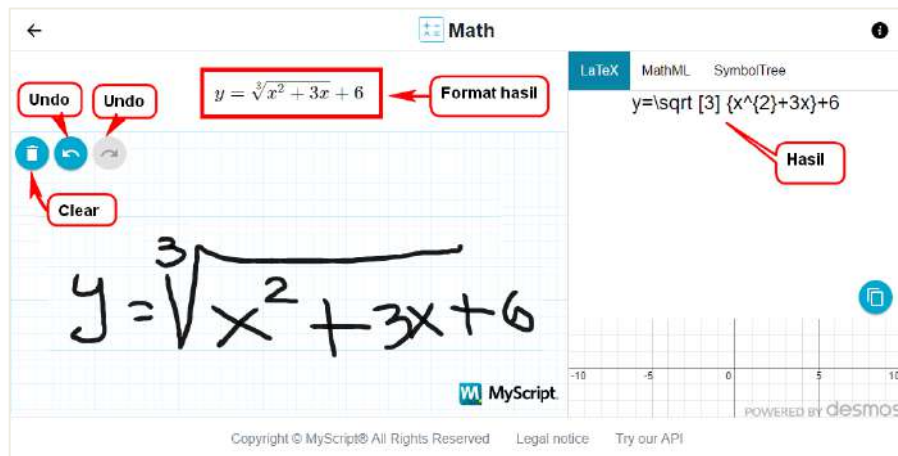 Math
LaTeX MathML SymbolTree
y = ∛(x² + 3x) + 6
Format hasil
y=\sqrt [3] {x^{2}+3x}+6
Undo
Undo
Hasil
Clear
y = ∛(x² + 3x + 6
MyScript.
-10 -5 0 5 10
POWERED BY desmos
Copyright © MyScript® All Rights Reserved Legal notice Try our API